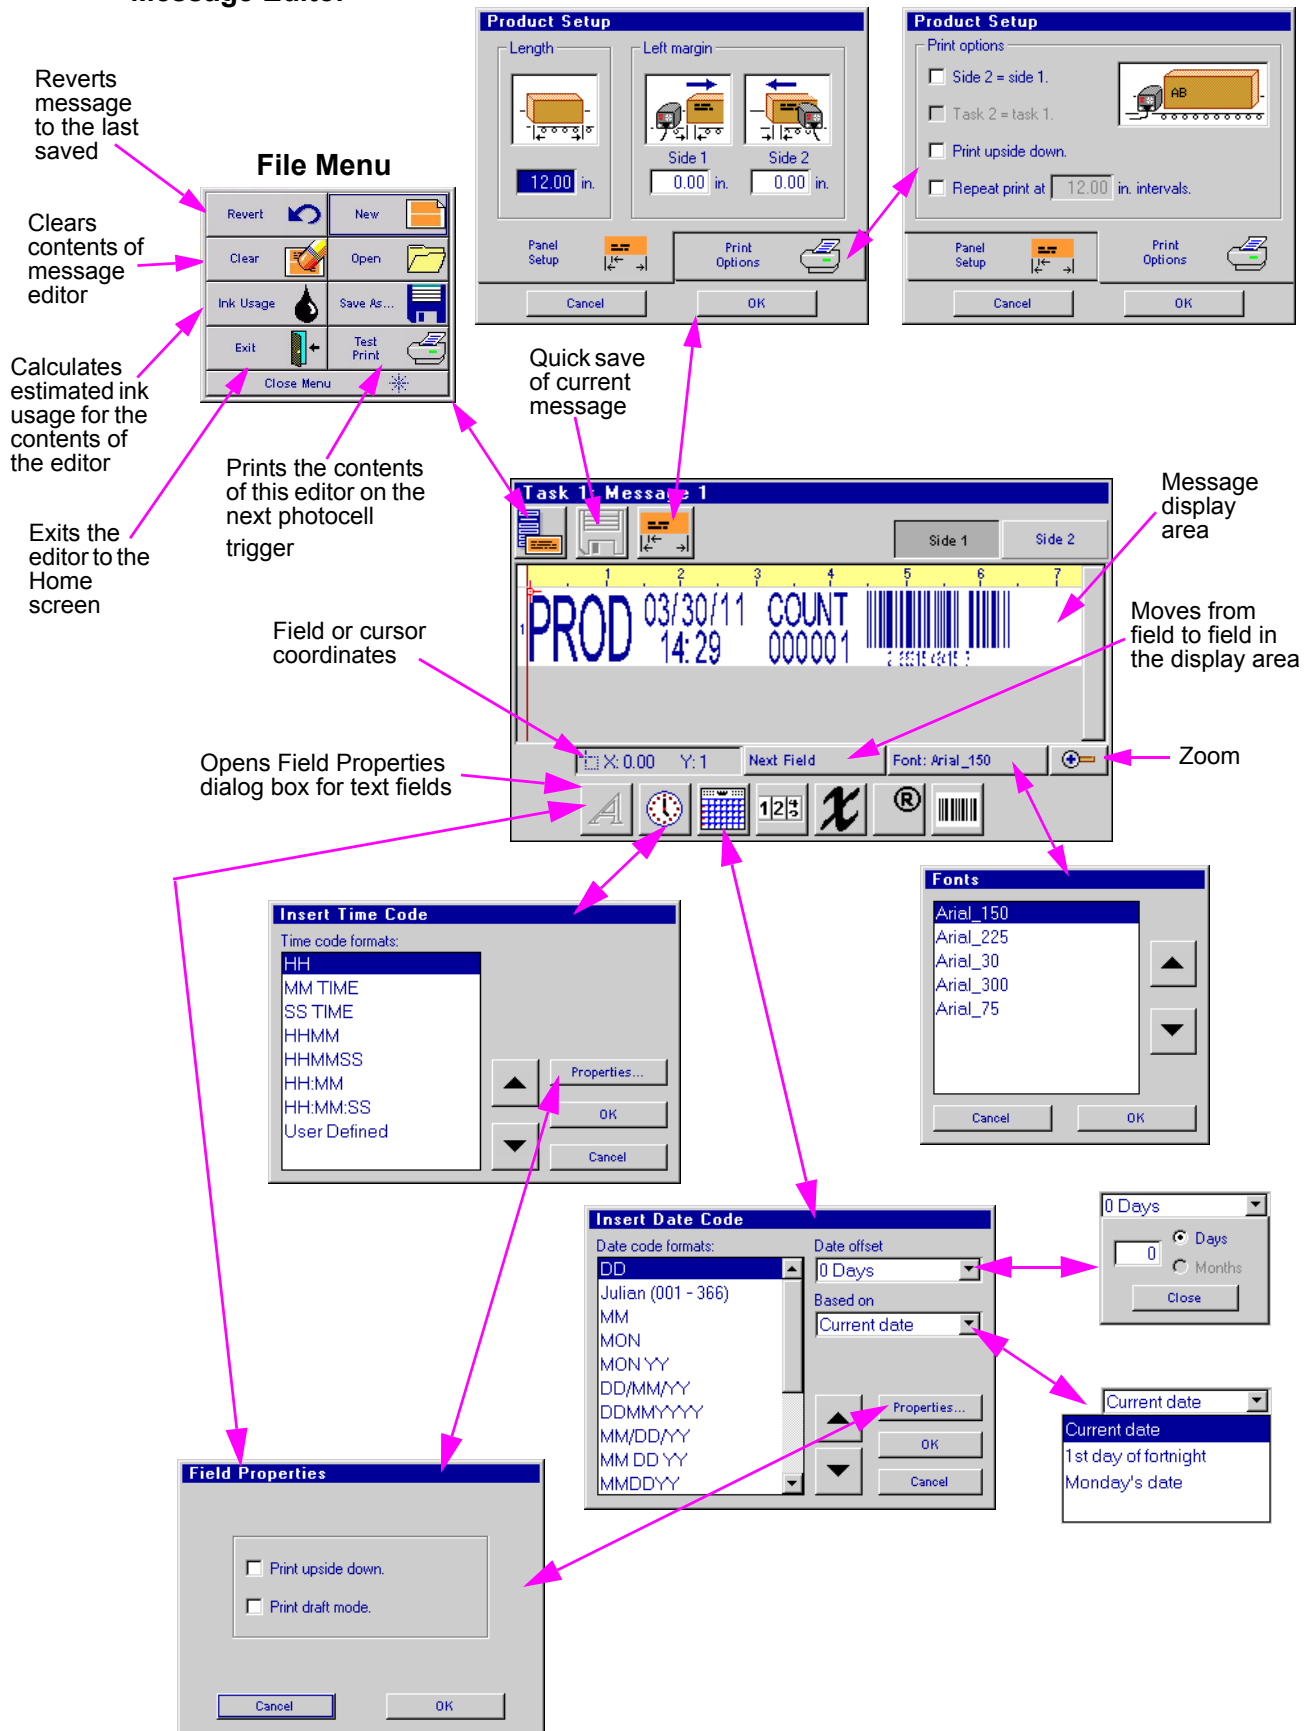 Message Editor
Product Setup
Length
Left margin
Side 1
Side 2
12.00 in.
0.00 in.
0.00 in.
Panel
Setup
Print
Options
Cancel
OK
Product Setup
Print options
Side 2 = side 1.
AB
Task 2 = task 1.
Print upside down.
Repeat print at 12.00 in. intervals.
Panel
Setup
Print
Options
Cancel
OK
Reverts
message
to the last
saved
File Menu
Revert
New
Clear
Open
Ink Usage
Save As...
Exit
Test
Print
Close Menu
Clears
contents of
message
editor
Calculates
estimated ink
usage for the
contents of
the editor
Exits the
editor to the
Home
screen
Prints the contents
of this editor on the
next photocell
trigger
Quick save
of current
message
Task 1: Message 1
Side 1
Side 2
1 2 3 4 5 6 7
1
PROD
03/30/11
14:29
COUNT
000001
X: 0.00 Y: 1
Next Field
Font: Arial_150
A
1 2 3 4
x
®
Message
display
area
Moves from
field to field in
the display area
Field or cursor
coordinates
Zoom
Opens Field Properties
dialog box for text fields
Fonts
Arial_150
Arial_225
Arial_30
Arial_300
Arial_75
Cancel
OK
Insert Time Code
Time code formats:
HH
MM TIME
SS TIME
HHMM
HHMMSS
HH:MM
HH:MM:SS
User Defined
Properties...
OK
Cancel
Insert Date Code
Date code formats:
DD
Julian (001 - 366)
MM
MON
MON YY
DD/MM/YY
DDMMYYYY
MM/DD/YY
MM DD YY
MMDDYY
Date offset
0 Days
Based on
Current date
Properties...
OK
Cancel
0 Days
0
Days
Months
Close
Current date
Current date
1st day of fortnight
Monday's date
Field Properties
Print upside down.
Print draft mode.
Cancel
OK